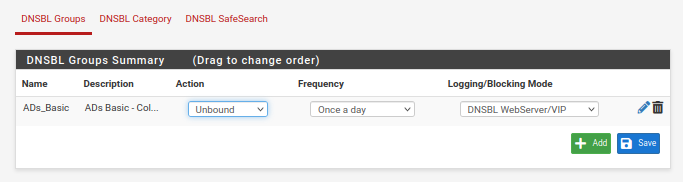 DNSBL Groups DNSBL Category DNSBL SafeSearch
DNSBL Groups Summary (Drag to change order)
Name Description Action Frequency Logging/Blocking Mode
ADs_Basic ADs Basic - Col... Unbound Once a day DNSBL WebServer/VIP
Add Save